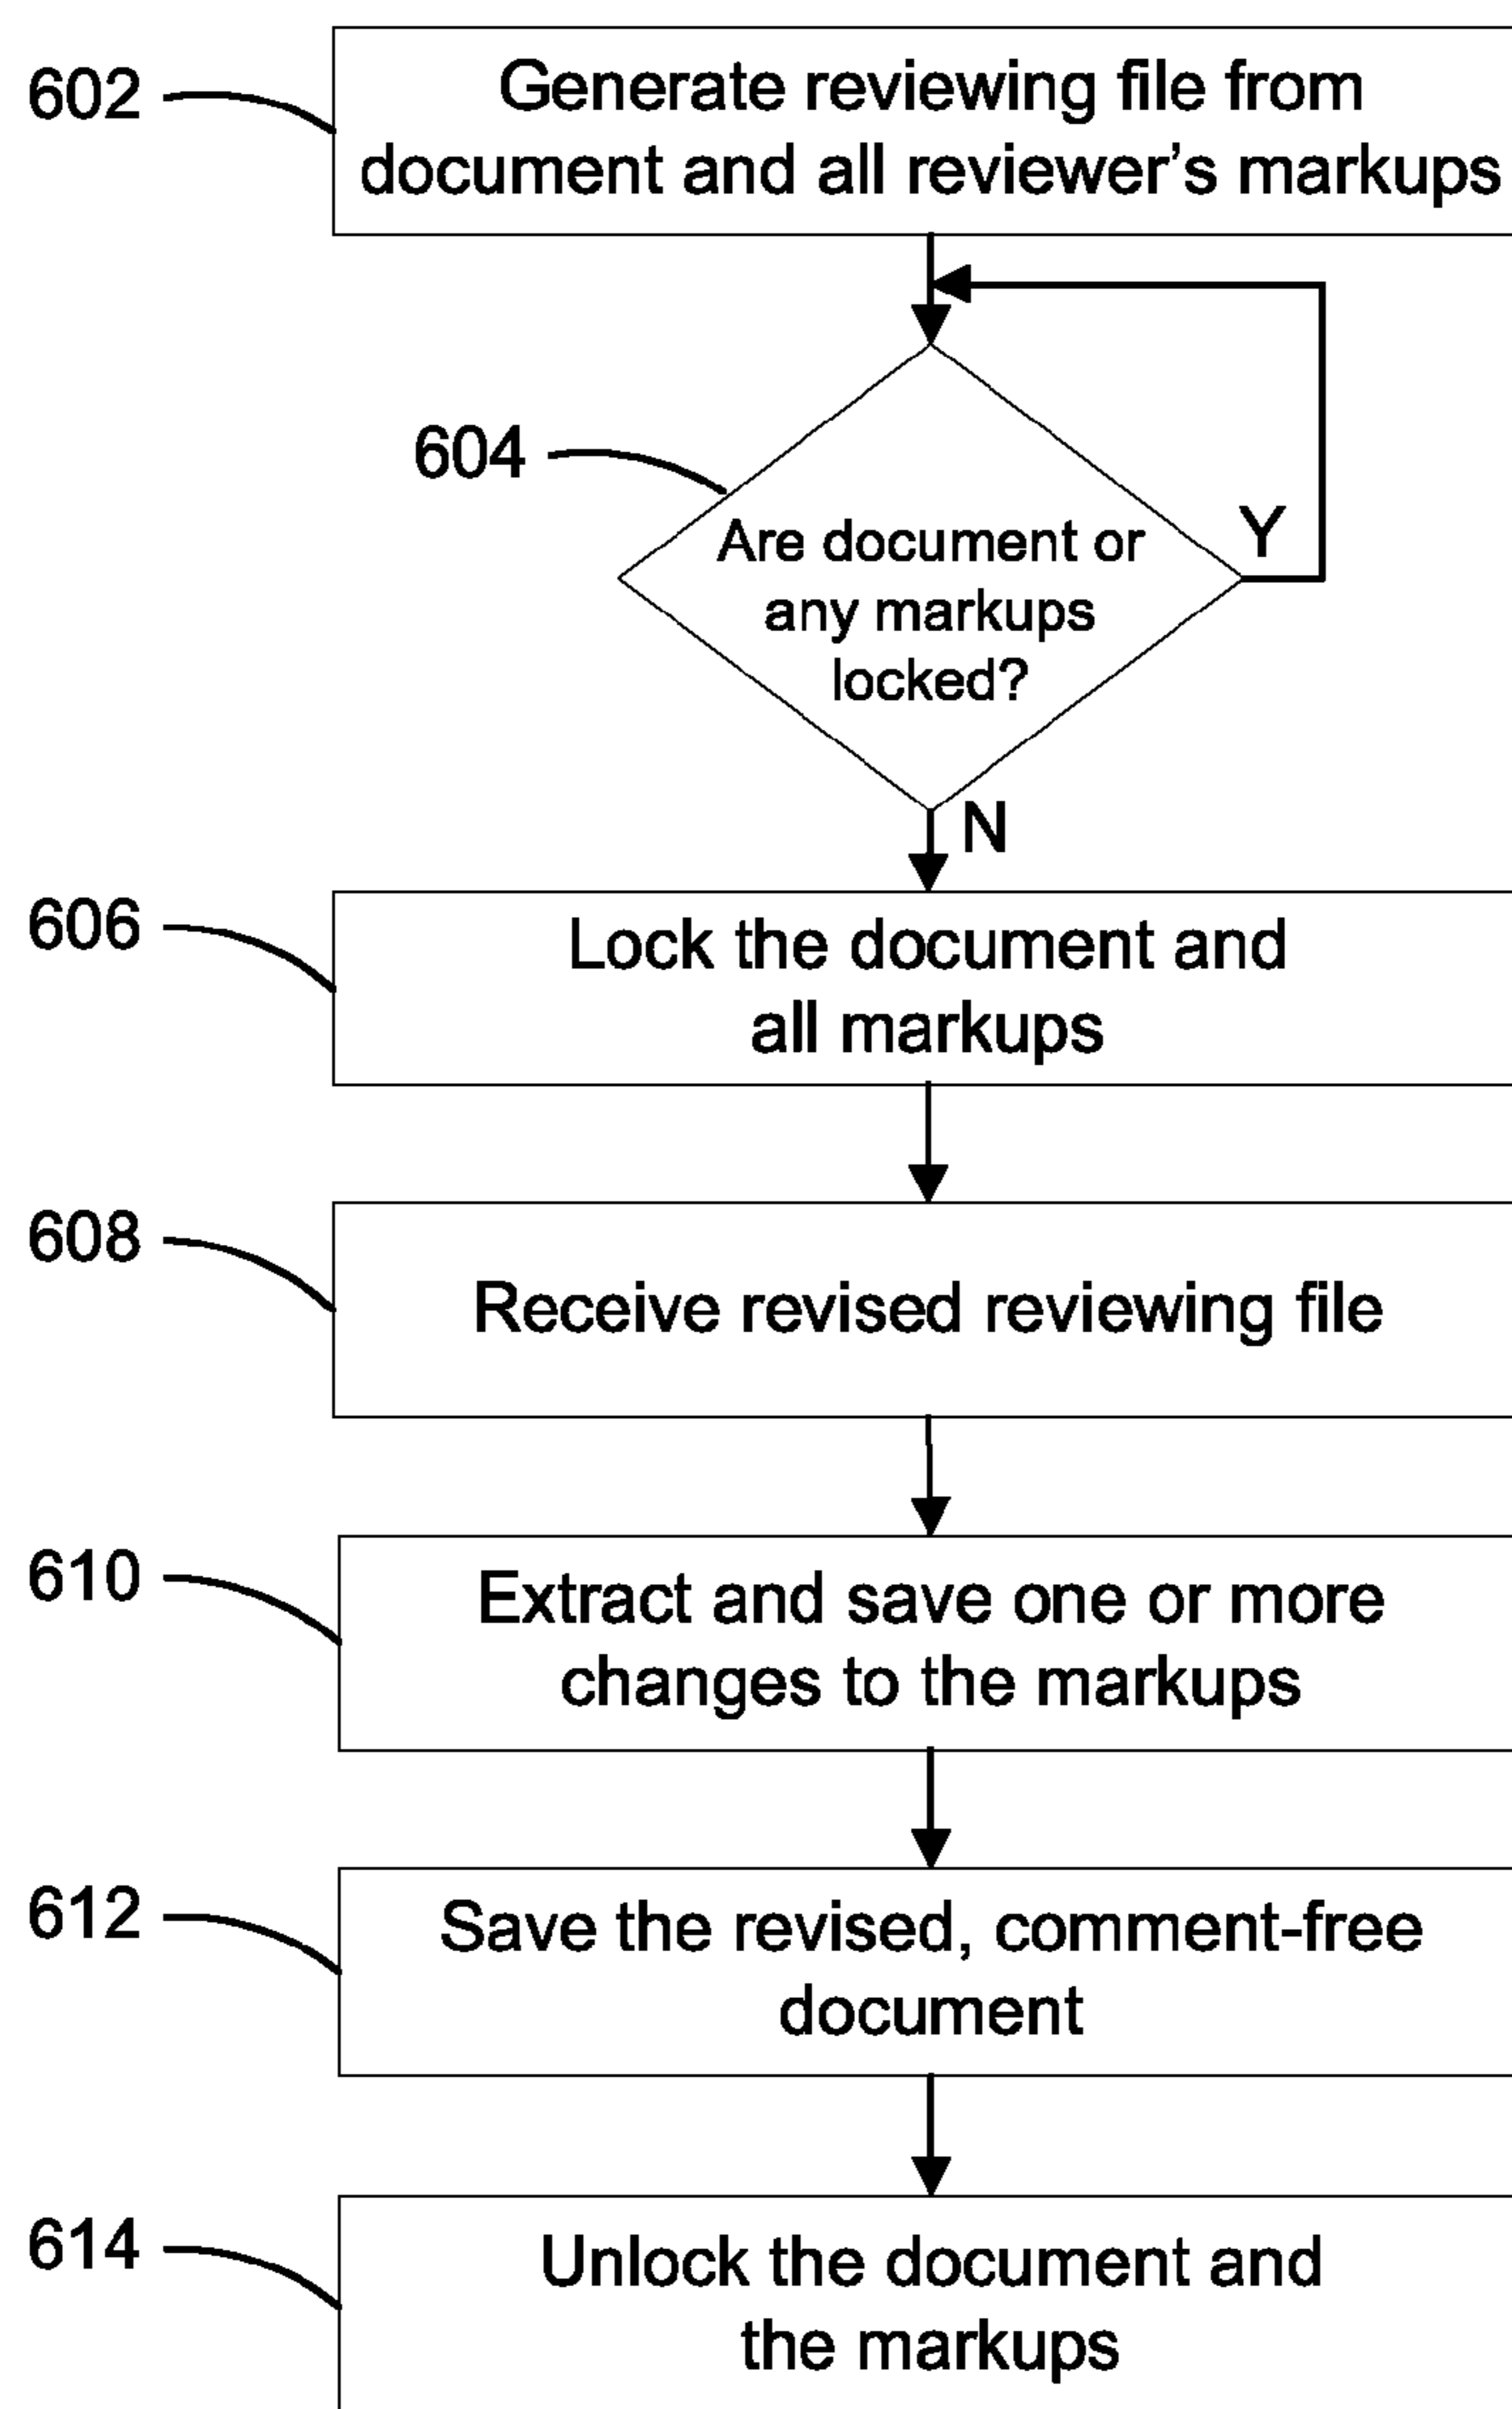 602
Generate reviewing file from
document and all reviewer's markups
604
Are document or
any markups
locked?
Y
N
606
Lock the document and
all markups
608
Receive revised reviewing file
610
Extract and save one or more
changes to the markups
612
Save the revised, comment-free
document
614
Unlock the document and
the markups